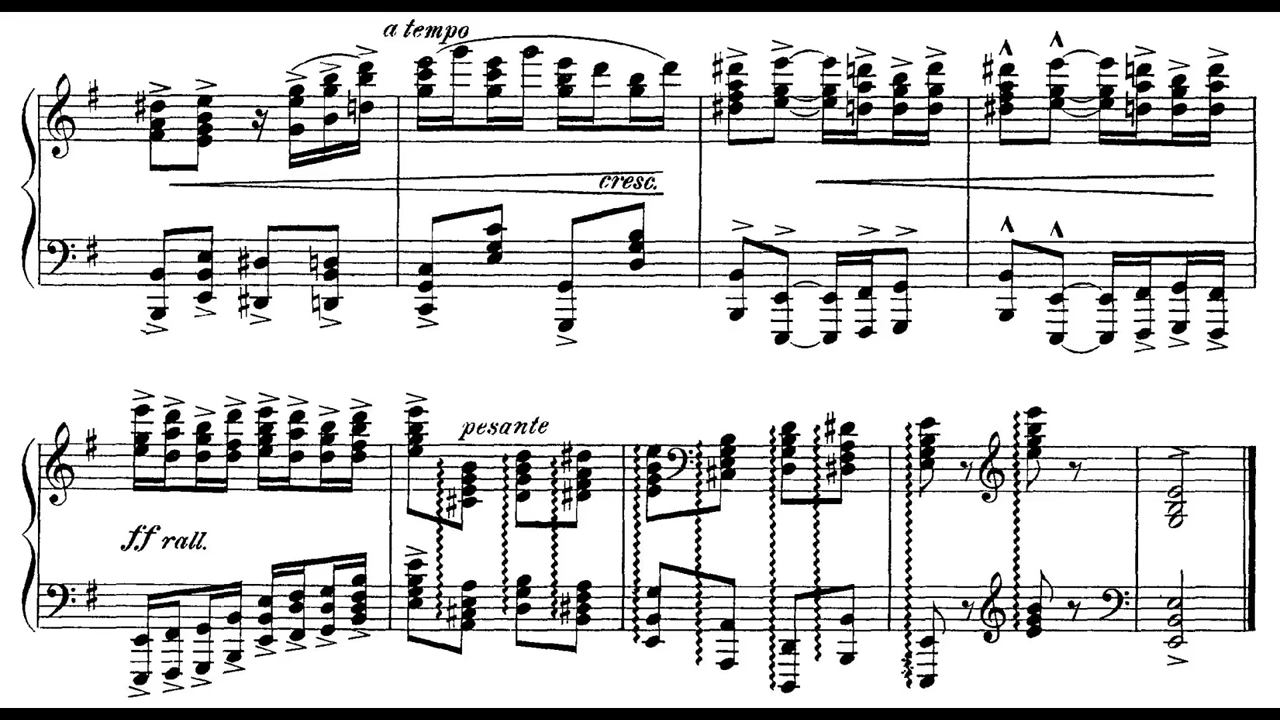 a tempo
cresc.
pesante
ff rall.